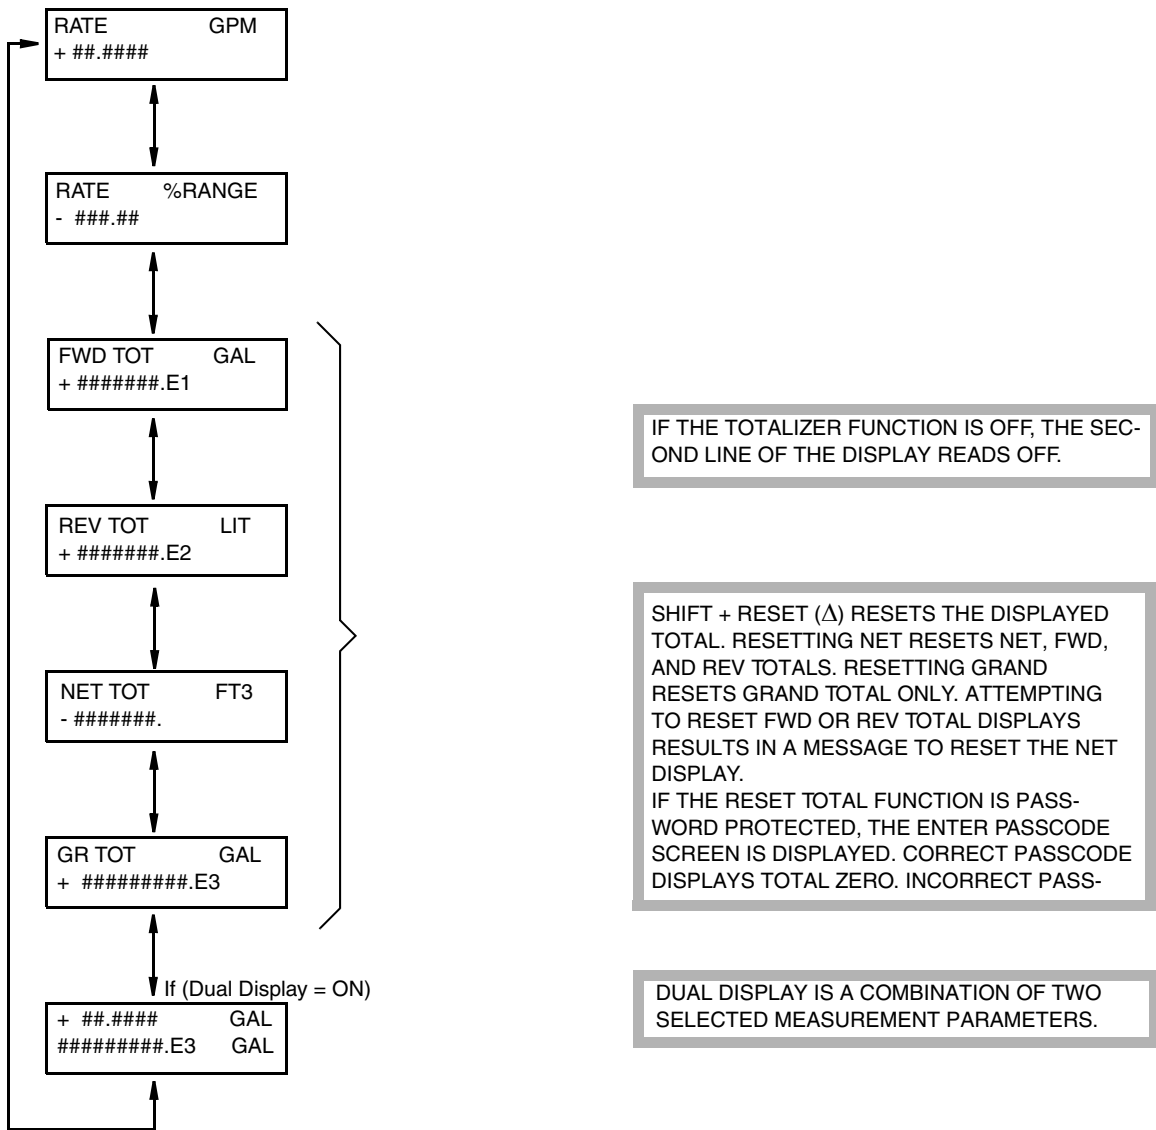 RATE GPM
+ ##.####
RATE %RANGE
- ###.##
FWD TOT GAL
+ #######.E1
REV TOT LIT
+ #######.E2
NET TOT FT3
- #######.
GR TOT GAL
+ #########.E3
If (Dual Display = ON)
+ ##.#### GAL
#########.E3 GAL
IF THE TOTALIZER FUNCTION IS OFF, THE SEC-
OND LINE OF THE DISPLAY READS OFF.
SHIFT + RESET (Δ) RESETS THE DISPLAYED
TOTAL. RESETTING NET RESETS NET, FWD,
AND REV TOTALS. RESETTING GRAND
RESETS GRAND TOTAL ONLY. ATTEMPTING
TO RESET FWD OR REV TOTAL DISPLAYS
RESULTS IN A MESSAGE TO RESET THE NET
DISPLAY.
IF THE RESET TOTAL FUNCTION IS PASS-
WORD PROTECTED, THE ENTER PASSCODE
SCREEN IS DISPLAYED. CORRECT PASSCODE
DISPLAYS TOTAL ZERO. INCORRECT PASS-
DUAL DISPLAY IS A COMBINATION OF TWO
SELECTED MEASUREMENT PARAMETERS.